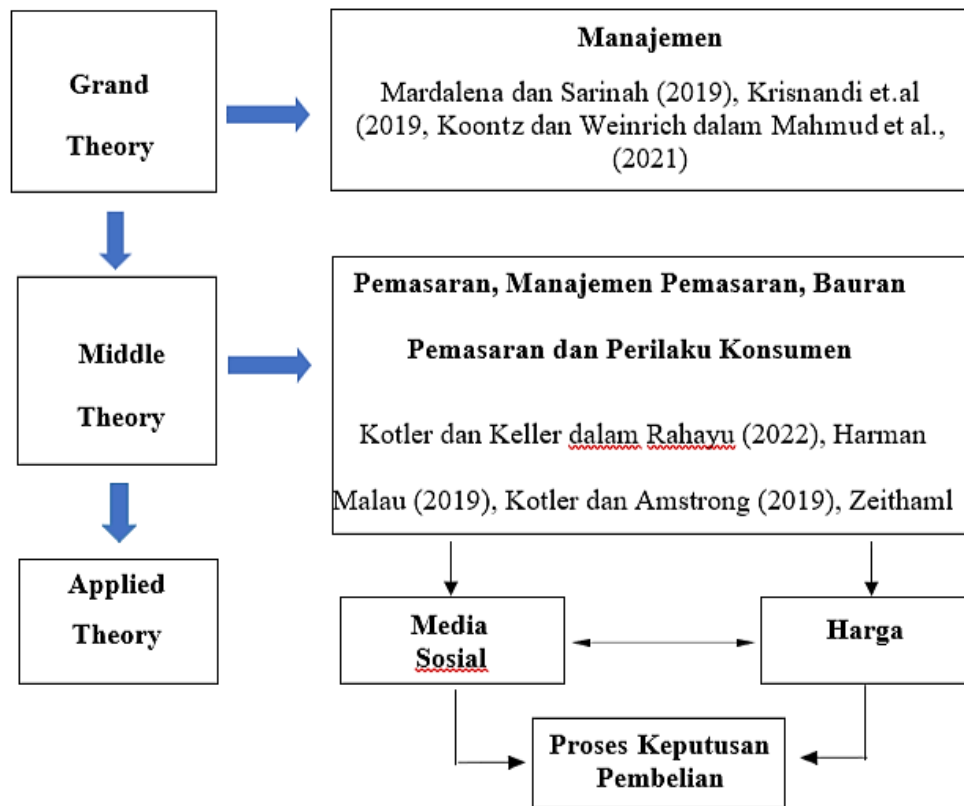 Grand
Theory
Manajemen
Mardalena dan Sarinah (2019), Krisnandi et.al
(2019, Koontz dan Weinrich dalam Mahmud et al.,
(2021)
Middle
Theory
Pemasaran, Manajemen Pemasaran, Bauran
Pemasaran dan Perilaku Konsumen
Kotler dan Keller dalam Rahayu (2022), Harman
Malau (2019), Kotler dan Amstrong (2019), Zeithaml
Applied
Theory
Media
Sosial
Harga
Proses Keputusan
Pembelian